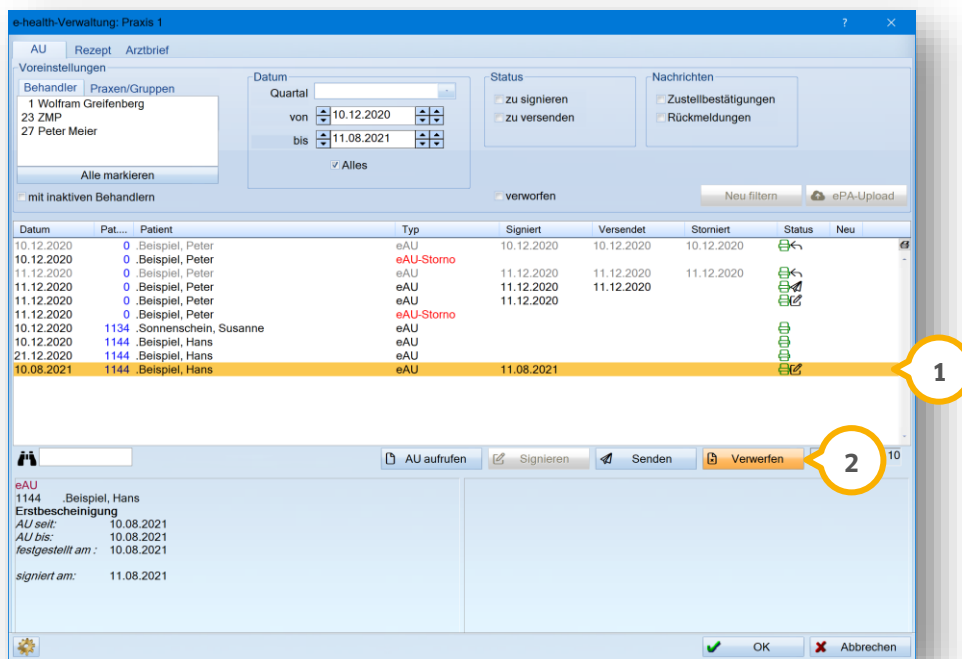 e-health-Verwaltung: Praxis 1 ?
AU Rezept Arztbrief
Voreinstellungen
Behandler Praxen/Gruppen
1 Wolfram Greifenberg
23 ZMP
27 Peter Meier
Alle markieren
mit inaktiven Behandlern
Datum
Quartal
von 10.12.2020
bis 11.08.2021
Alles
Status
zu signieren
zu versenden
verworfen
Nachrichten
Zustellbestätigungen
Rückmeldungen
Neu filtern ePA-Upload
Datum Pat.... Patient Typ Signiert Versendet Storniert Status Neu
10.12.2020 0 .Beispiel, Peter eAU 10.12.2020 10.12.2020 10.12.2020
10.12.2020 0 .Beispiel, Peter eAU-Storno
11.12.2020 0 .Beispiel, Peter eAU 11.12.2020 11.12.2020 11.12.2020
11.12.2020 0 .Beispiel, Peter eAU 11.12.2020 11.12.2020
11.12.2020 0 .Beispiel, Peter eAU 11.12.2020
11.12.2020 0 .Beispiel, Peter eAU-Storno
10.12.2020 1134 .Sonnenschein, Susanne eAU
10.12.2020 1144 .Beispiel, Hans eAU
21.12.2020 1144 .Beispiel, Hans eAU
10.08.2021 1144 .Beispiel, Hans eAU 11.08.2021
1
AU aufrufen Signieren Senden Verwerfen 10
2
eAU
1144 .Beispiel, Hans
Erstbescheinigung
AU seit: 10.08.2021
AU bis: 10.08.2021
festgestellt am : 10.08.2021
signiert am: 11.08.2021
OK Abbrechen